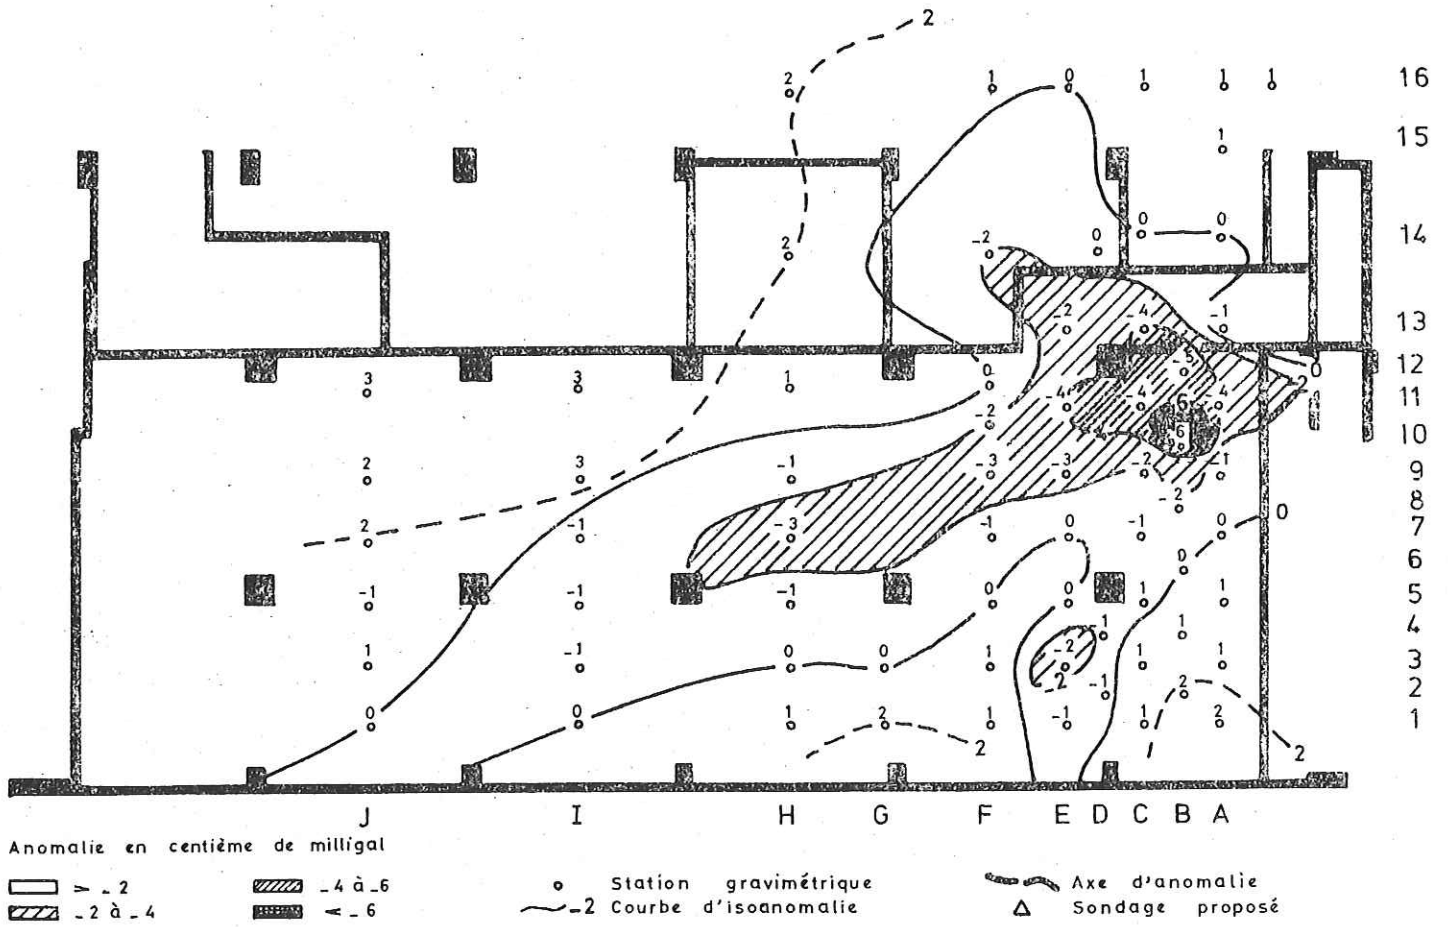 2
2 1 0 1 1 1 16
1 15
2 -2 0 0 0 14
-2 -4 -1 13
-5 0 12
3 3 1 0 -4 -4 6 -4 -2 11
-2 6 10
2 3 -1 -3 -3 -2 -1 9
-2 0 8
2 -1 -3 -1 0 -1 0 7
0 6
-1 -1 -1 0 0 1 1 5
-1 1 4
1 -1 0 0 1 -2 1 1 3
-2 -1 2 2
0 0 1 2 1 -1 1 2 1
2 2
J I H G F E D C B A
Anomalie en centième de milligal
> -2
-2 à -4
-4 à -6
< -6
Station gravimétrique
-2 Courbe d'isoanomalie
Axe d'anomalie
Sondage proposé